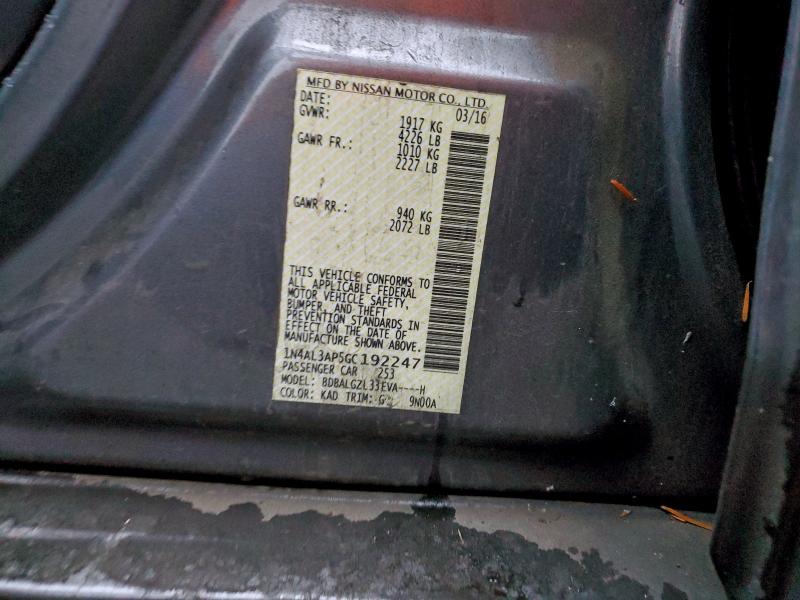 MFD BY NISSAN MOTOR CO., LTD.
DATE: 03/16
GVWR: 1917 KG
4226 LB
GAWR FR.: 1010 KG
2227 LB
GAWR RR.: 940 KG
2072 LB
THIS VEHICLE CONFORMS TO
ALL APPLICABLE FEDERAL
MOTOR VEHICLE SAFETY,
BUMPER, AND THEFT
PREVENTION STANDARDS IN
EFFECT ON THE DATE OF
MANUFACTURE SHOWN ABOVE.
1N4AL3AP5GC192247
PASSENGER CAR 253
MODEL: BDBALGZL33EVA----H
COLOR: KAD TRIM: G 9N00A